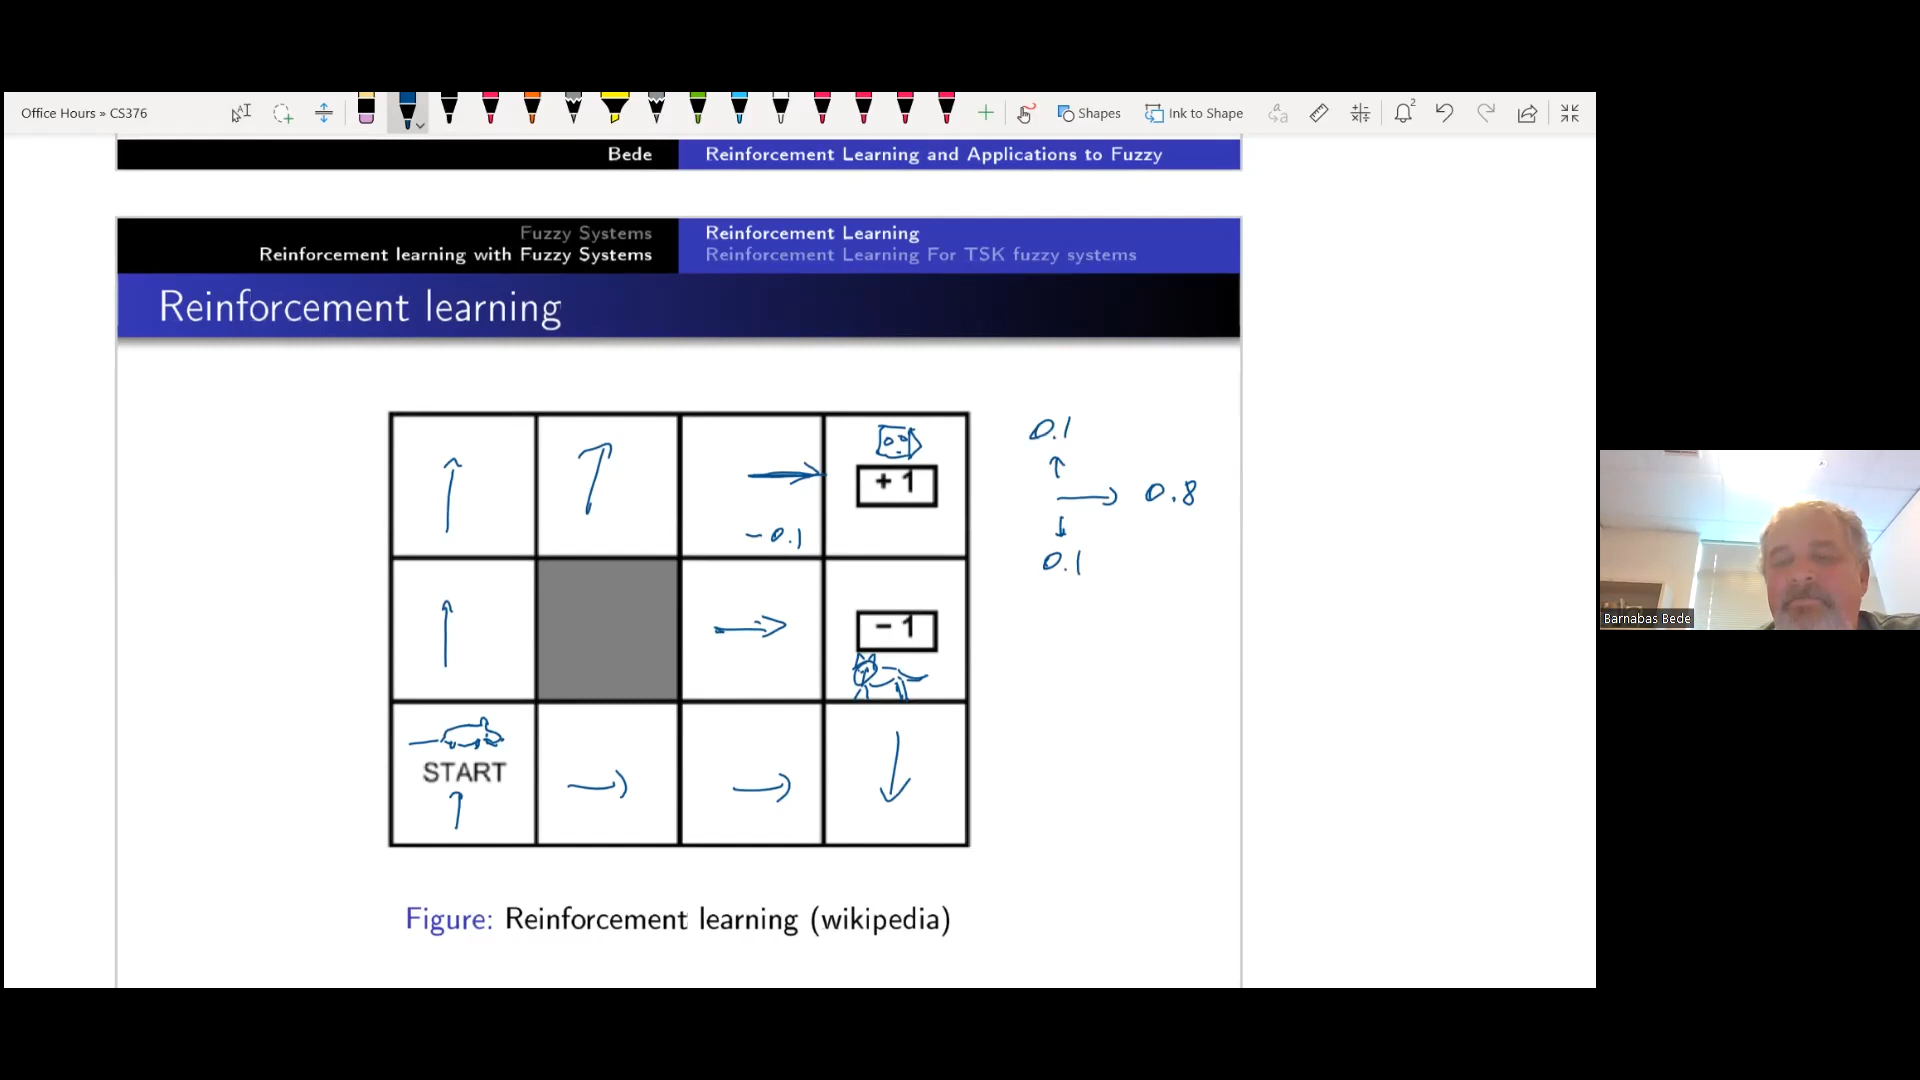 Office Hours » CS376
Shapes
Ink to Shape
2
Bede
Reinforcement Learning and Applications to Fuzzy
Fuzzy Systems
Reinforcement learning with Fuzzy Systems
Reinforcement Learning
Reinforcement Learning For TSK fuzzy systems
Reinforcement learning
+ 1
-0.1
- 1
START
0.1
0.8
0.1
Figure: Reinforcement learning (wikipedia)
Barnabas Bede